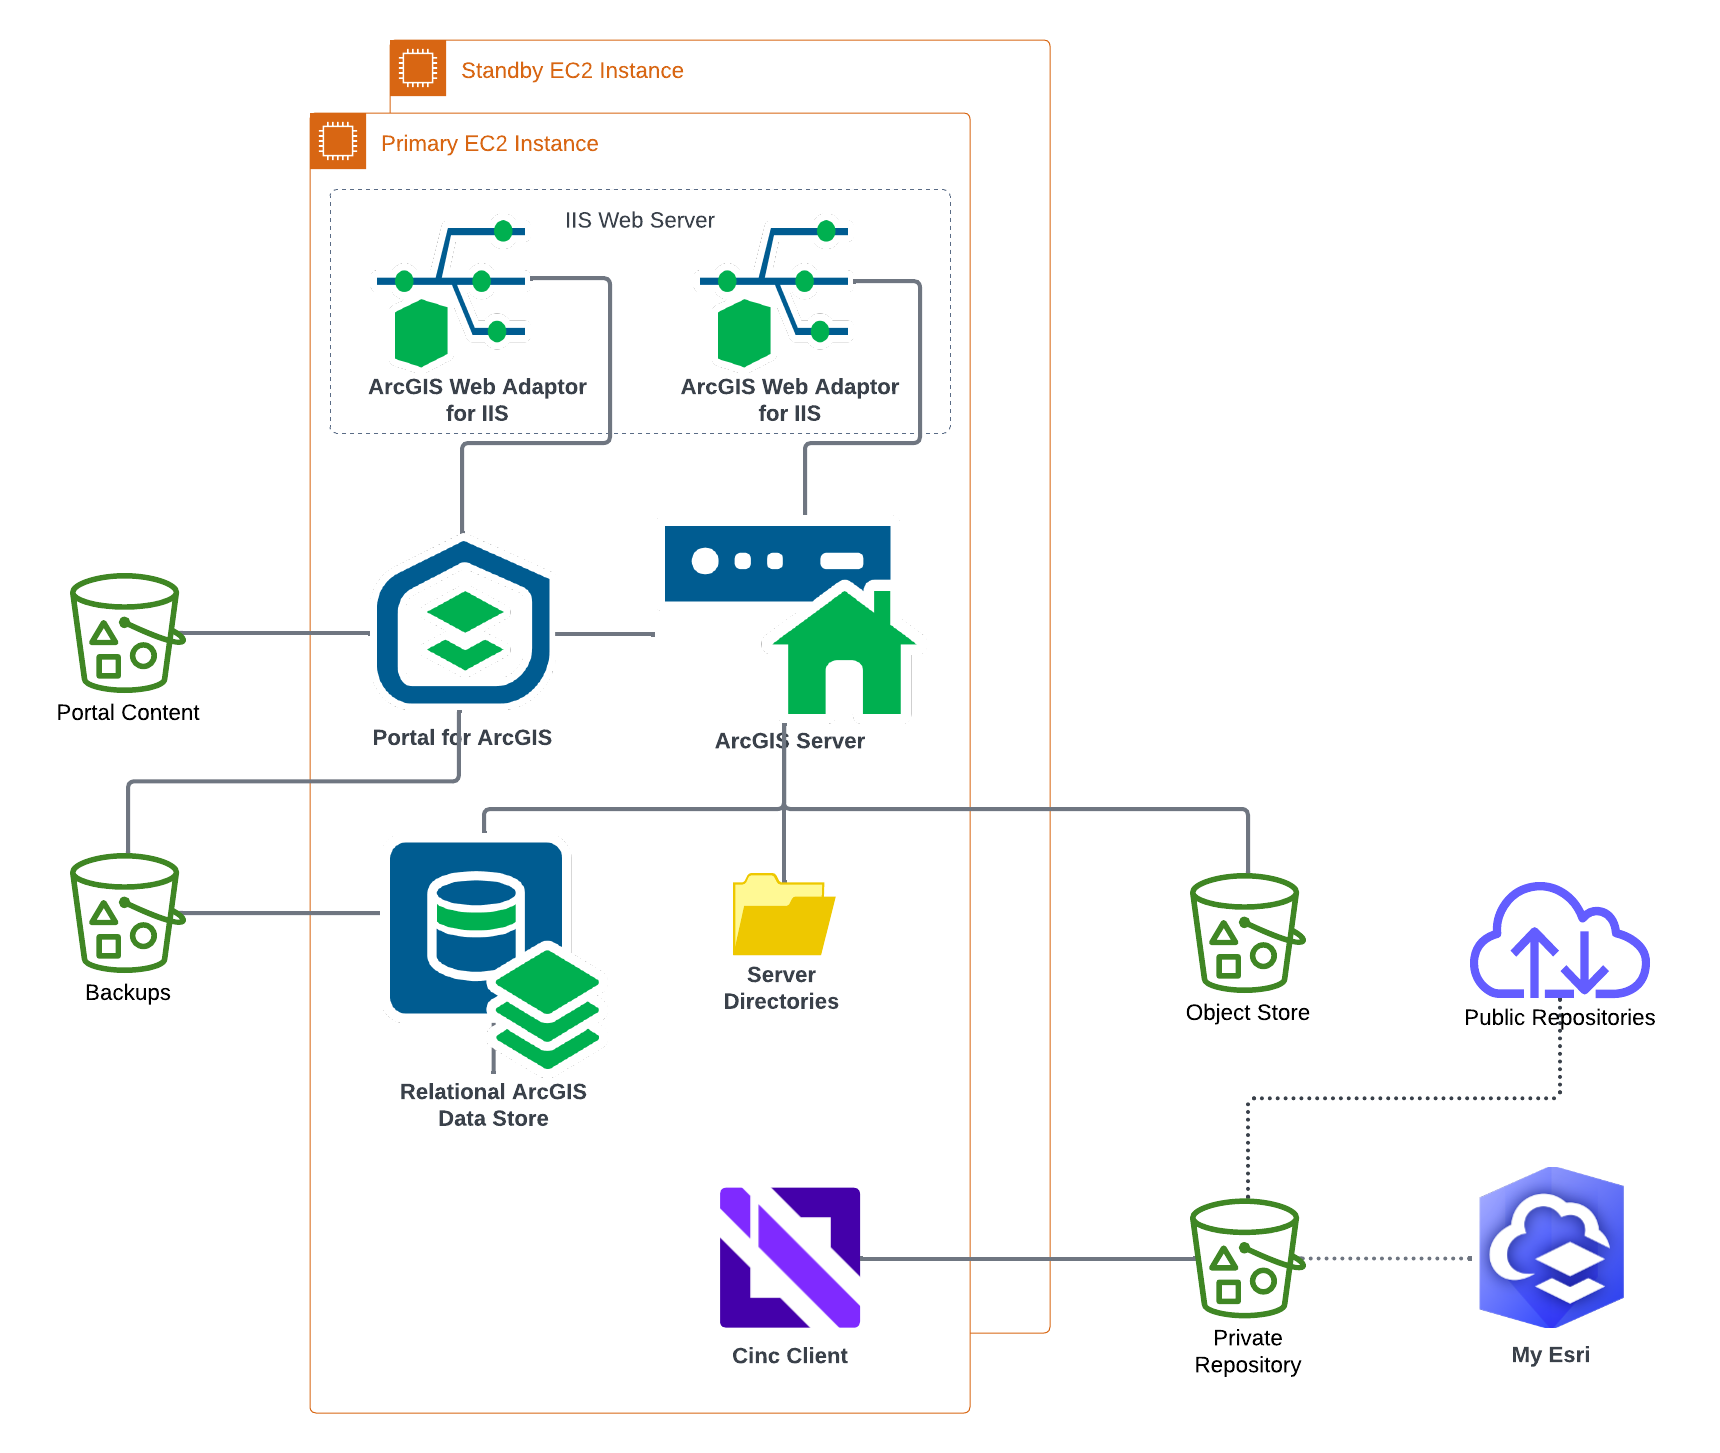 Standby EC2 Instance
Primary EC2 Instance
IIS Web Server
ArcGIS Web Adaptor
for IIS
ArcGIS Web Adaptor
for IIS
Portal Content
Portal for ArcGIS
ArcGIS Server
Backups
Server
Directories
Object Store
Public Repositories
Relational ArcGIS
Data Store
Cinc Client
Private
Repository
My Esri